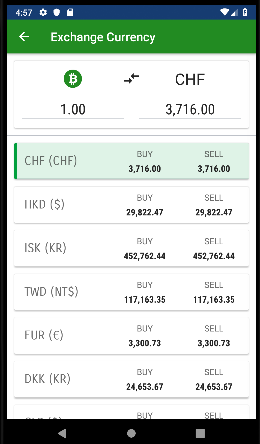 4:57
Exchange Currency
CHF
1.00 3,716.00
CHF (CHF) BUY SELL
3,716.00 3,716.00
HKD ($) BUY SELL
29,822.47 29,822.47
ISK (KR) BUY SELL
452,762.44 452,762.44
TWD (NT$) BUY SELL
117,163.35 117,163.35
EUR (€) BUY SELL
3,300.73 3,300.73
DKK (KR) BUY SELL
24,653.67 24,653.67
BUY SELL